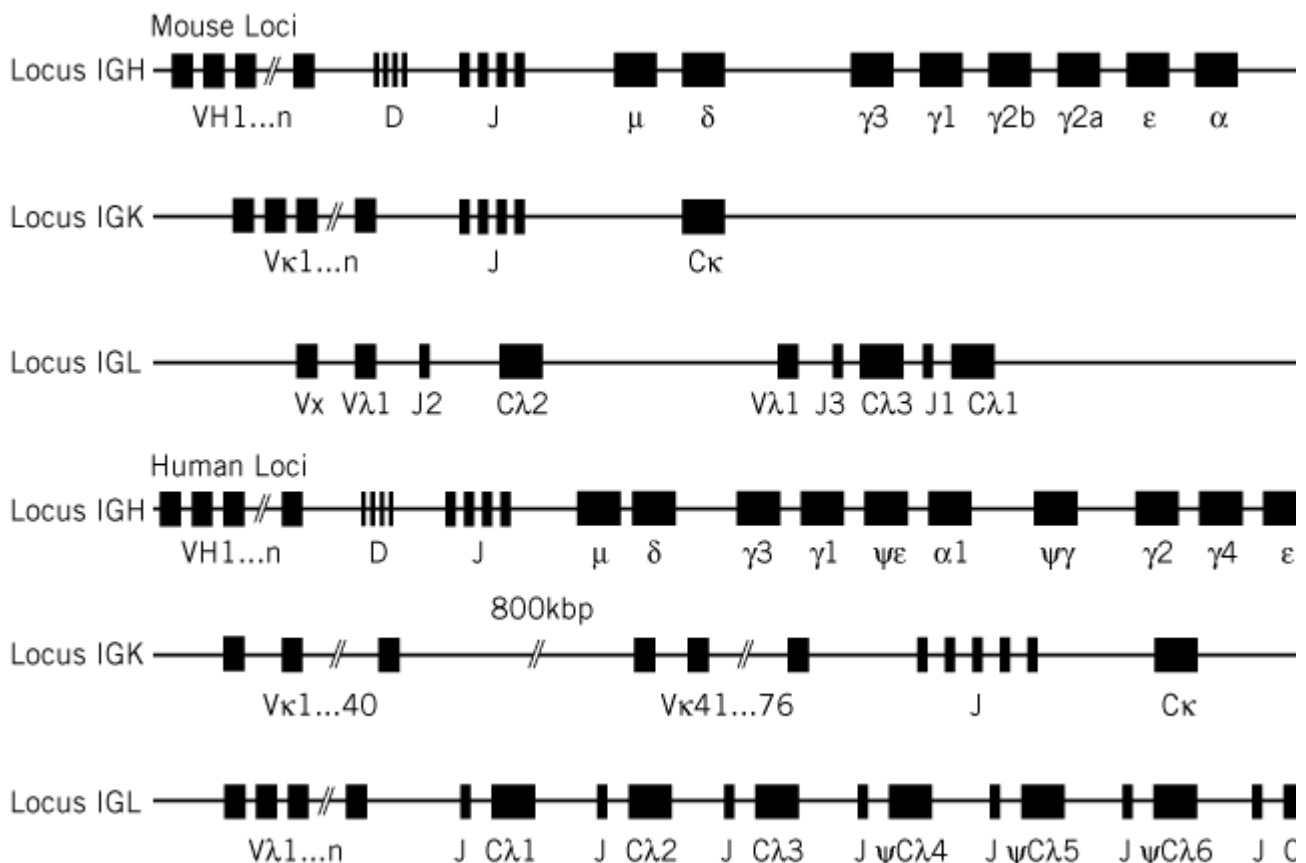 Mouse Loci
Locus IGH
VH1...n D J μ δ γ3 γ1 γ2b γ2a ε α
Locus IGK
Vκ1...n J Cκ
Locus IGL
Vx Vλ1 J2 Cλ2 Vλ1 J3 Cλ3 J1 Cλ1
Human Loci
Locus IGH
VH1...n D J μ δ γ3 γ1 ψε α1 ψγ γ2 γ4 ε
800kbp
Locus IGK
Vκ1...40 Vκ41...76 J Cκ
Locus IGL
Vλ1...n J Cλ1 J Cλ2 J Cλ3 J ψCλ4 J ψCλ5 J ψCλ6 J